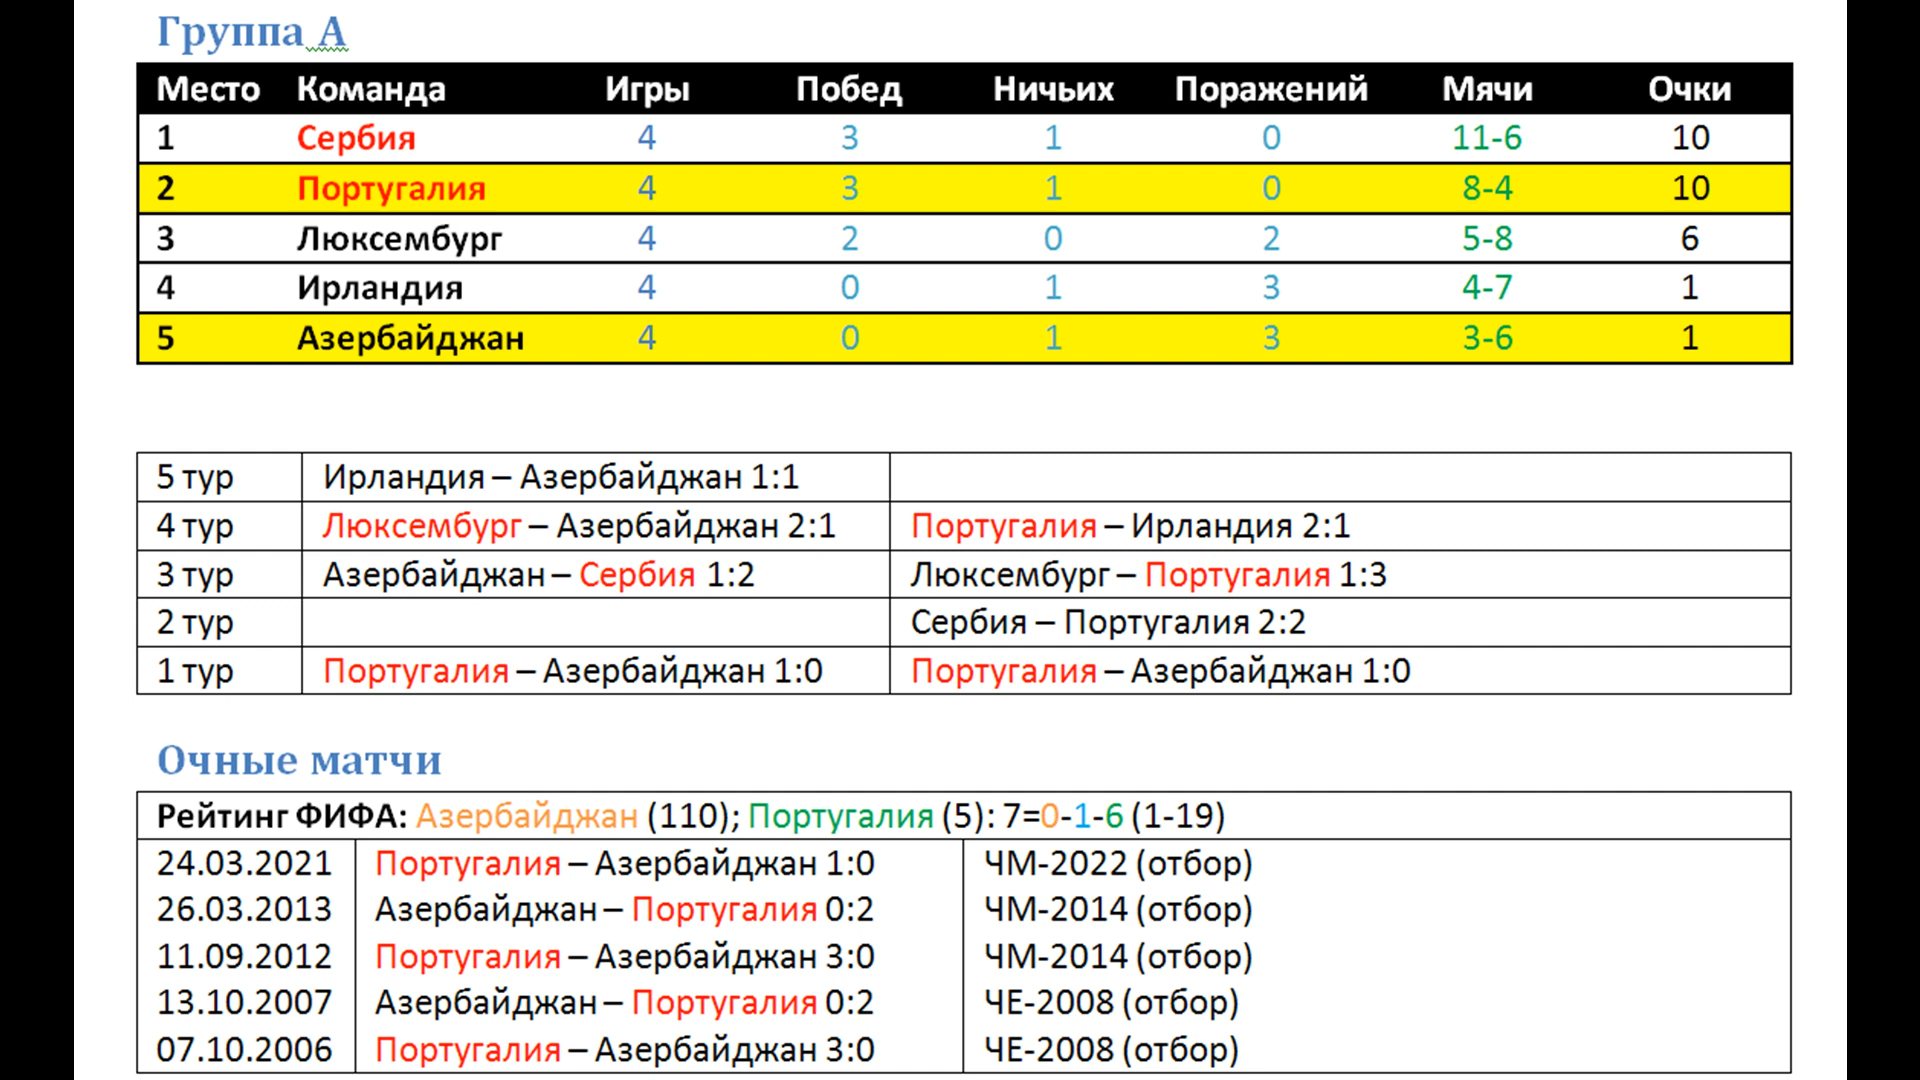 Группа А
Место Команда Игры Побед Ничьих Поражений Мячи Очки
1 Сербия 4 3 1 0 11-6 10
2 Португалия 4 3 1 0 8-4 10
3 Люксембург 4 2 0 2 5-8 6
4 Ирландия 4 0 1 3 4-7 1
5 Азербайджан 4 0 1 3 3-6 1
5 тур Ирландия – Азербайджан 1:1
4 тур Люксембург – Азербайджан 2:1 Португалия – Ирландия 2:1
3 тур Азербайджан – Сербия 1:2 Люксембург – Португалия 1:3
2 тур Сербия – Португалия 2:2
1 тур Португалия – Азербайджан 1:0 Португалия – Азербайджан 1:0
Очные матчи
Рейтинг ФИФА: Азербайджан (110); Португалия (5): 7=0-1-6 (1-19)
24.03.2021 Португалия – Азербайджан 1:0 ЧМ-2022 (отбор)
26.03.2013 Азербайджан – Португалия 0:2 ЧМ-2014 (отбор)
11.09.2012 Португалия – Азербайджан 3:0 ЧМ-2014 (отбор)
13.10.2007 Азербайджан – Португалия 0:2 ЧЕ-2008 (отбор)
07.10.2006 Португалия – Азербайджан 3:0 ЧЕ-2008 (отбор)